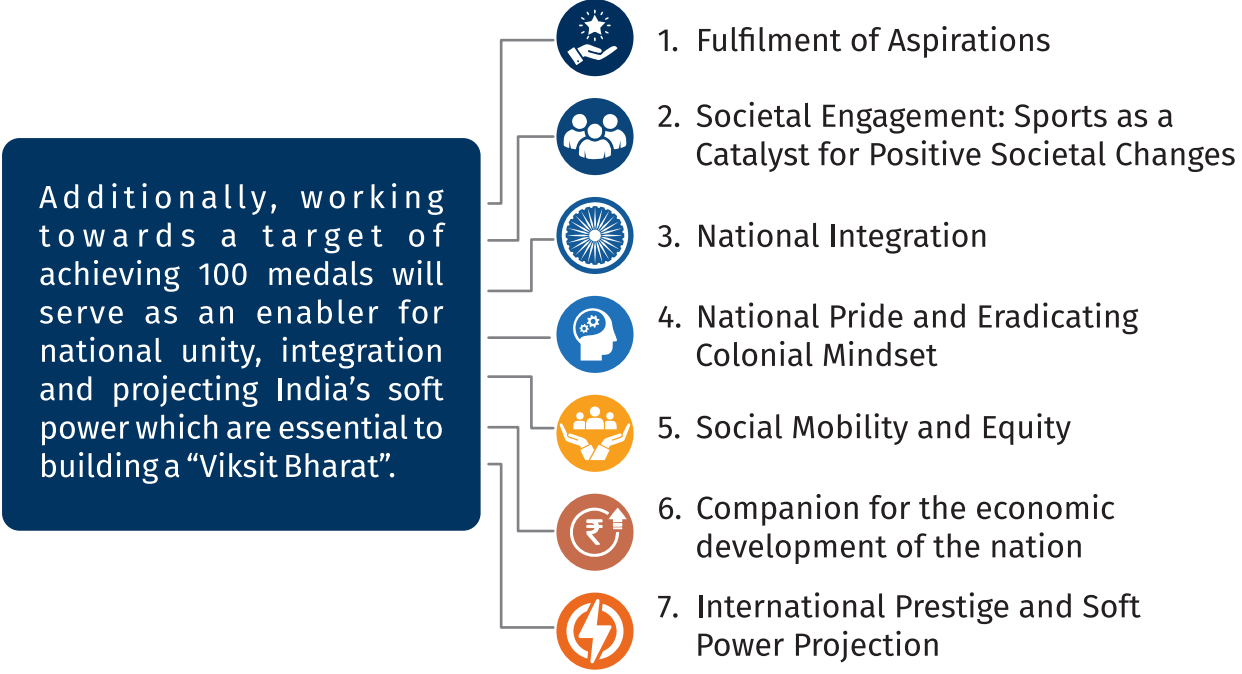 Additionally, working
towards a target of
achieving 100 medals will
serve as an enabler for
national unity, integration
and projecting India's soft
power which are essential to
building a “Viksit Bharat”.
1. Fulfilment of Aspirations
2. Societal Engagement: Sports as a
Catalyst for Positive Societal Changes
3. National Integration
4. National Pride and Eradicating
Colonial Mindset
5. Social Mobility and Equity
₹
6. Companion for the economic
development of the nation
7. International Prestige and Soft
Power Projection